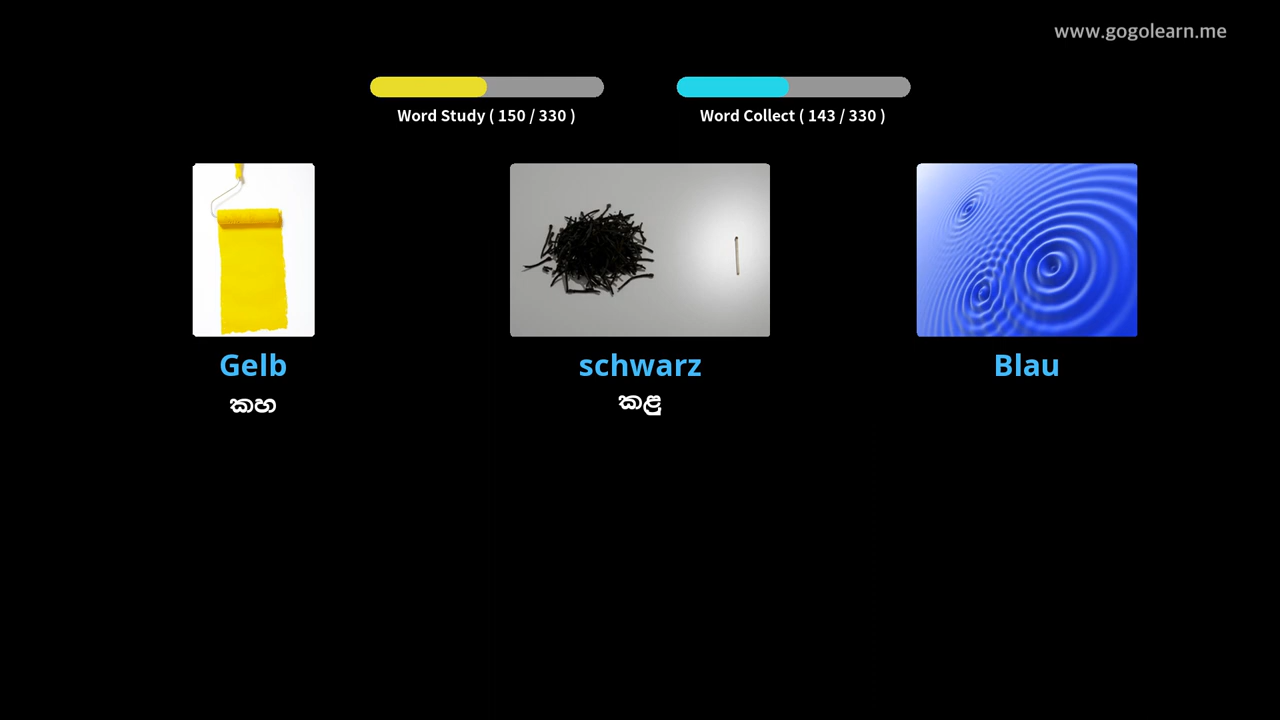 www.gogolearn.me
Word Study ( 150 / 330 )
Word Collect ( 143 / 330 )
Gelb
schwarz
Blau
කහ
කළු